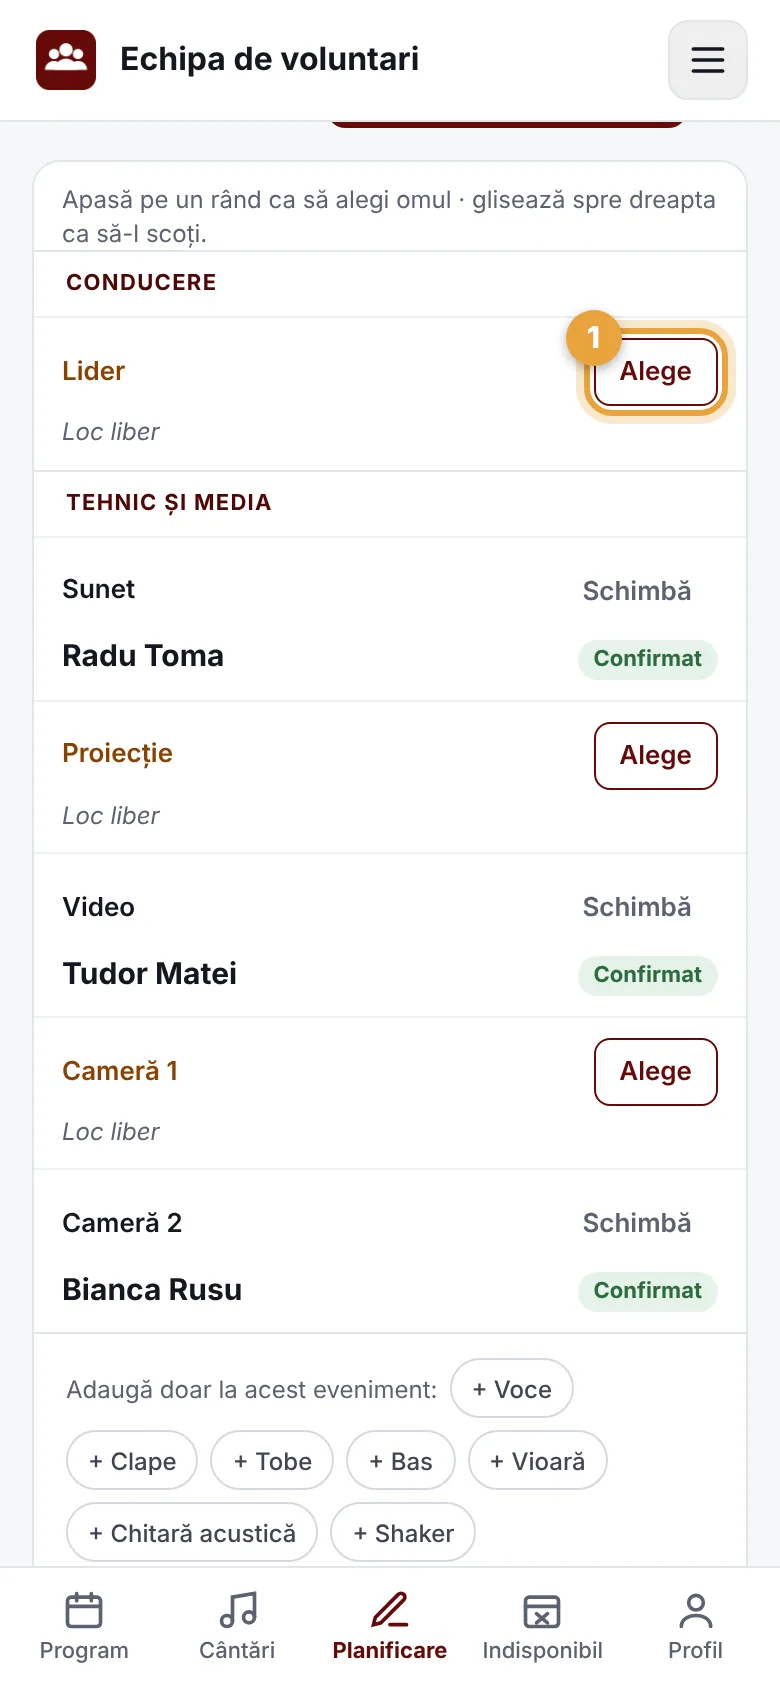 Echipa de voluntari
Apasă pe un rând ca să alegi omul · glisează spre dreapta
ca să-l scoți.
CONDUCERE
1
Lider
Alege
Loc liber
TEHNIC ȘI MEDIA
Sunet
Schimbă
Radu Toma
Confirmat
Proiecție
Alege
Loc liber
Video
Schimbă
Tudor Matei
Confirmat
Cameră 1
Alege
Loc liber
Cameră 2
Schimbă
Bianca Rusu
Confirmat
Adaugă doar la acest eveniment: + Voce
+ Clape + Tobe + Bas + Vioară
+ Chitară acustică + Shaker
Program Cântări Planificare Indisponibil Profil